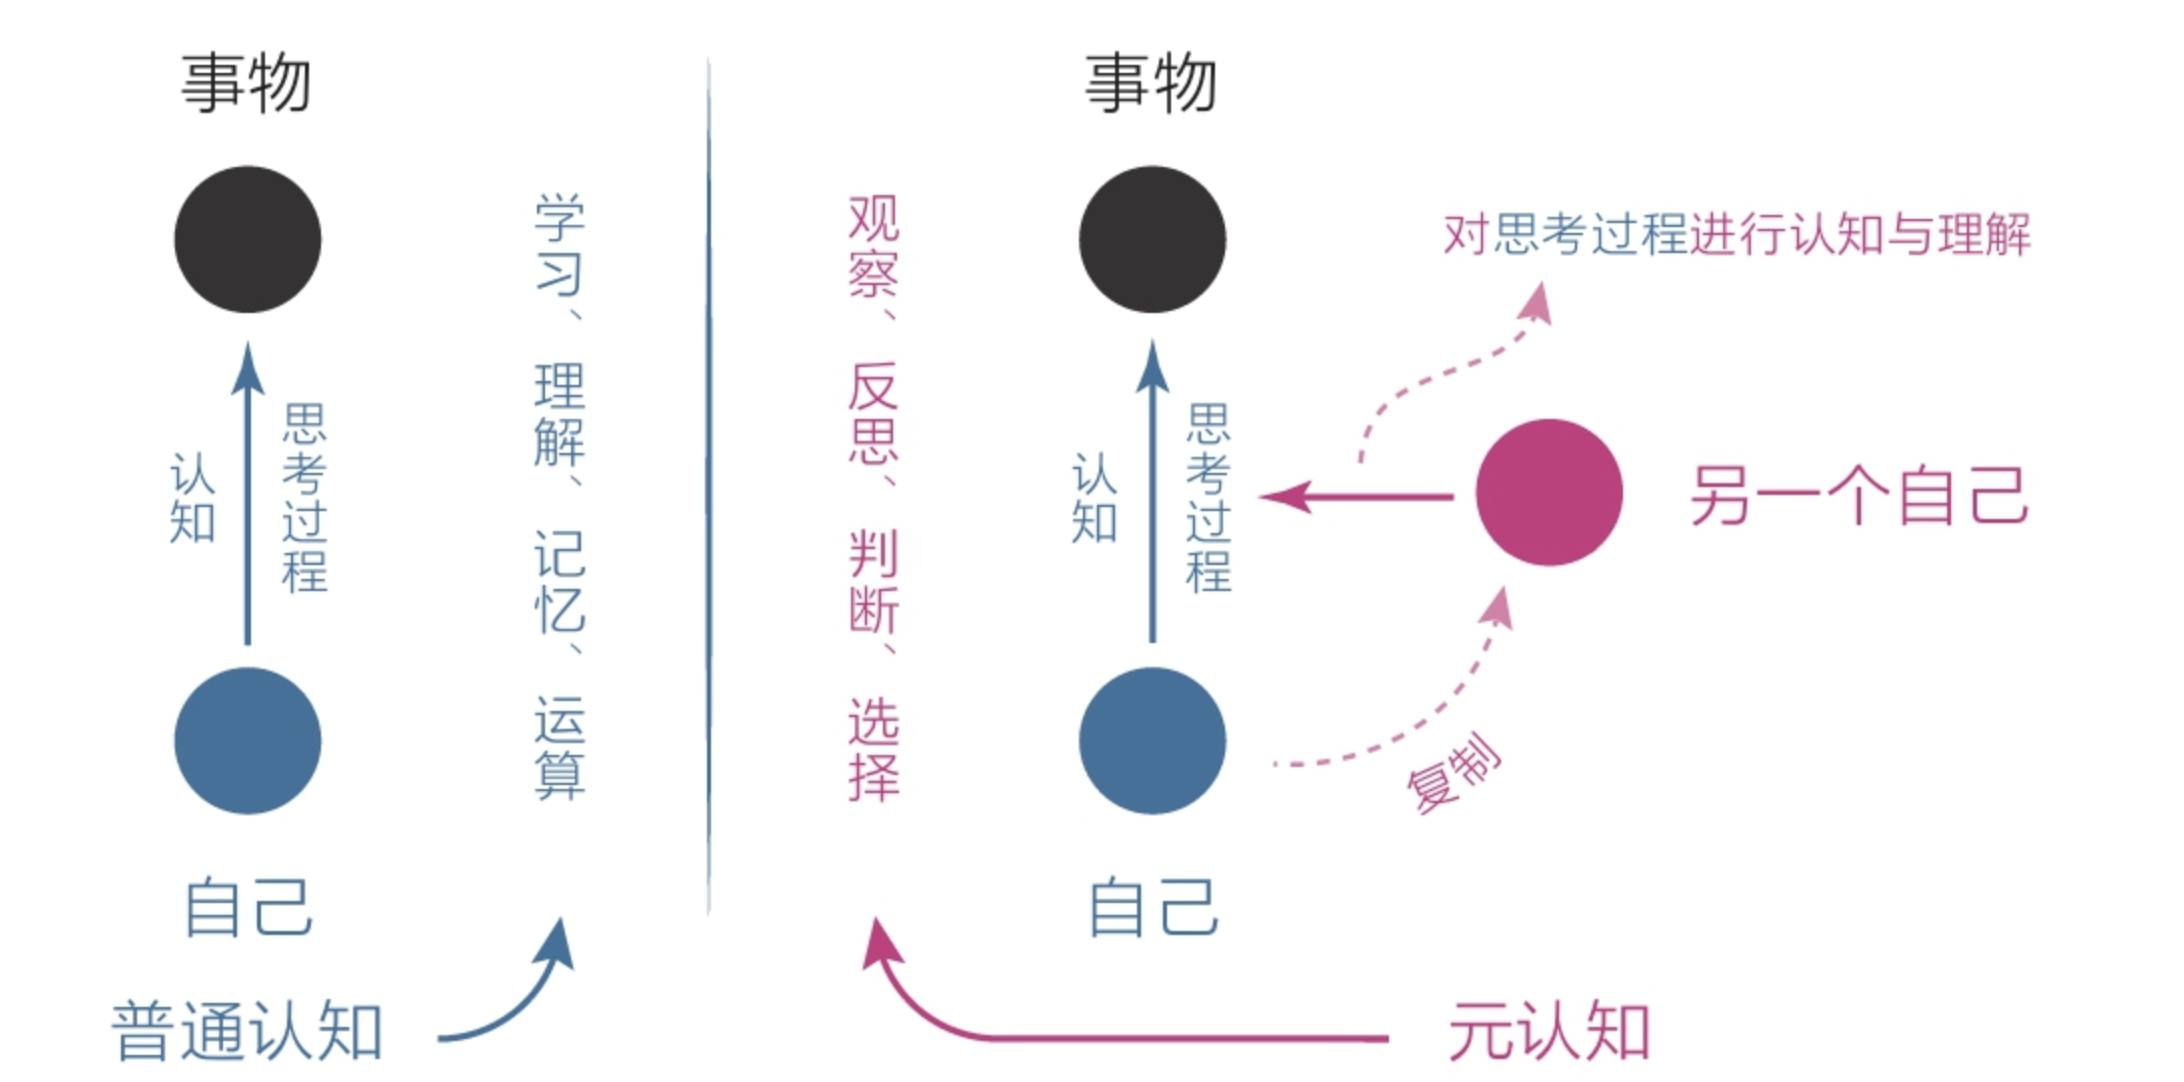 事物
认知
思考过程
自己
普通认知
学习、理解、记忆、运算
观察、反思、判断、选择
事物
认知
思考过程
自己
对思考过程进行认知与理解
另一个自己
复制
元认知